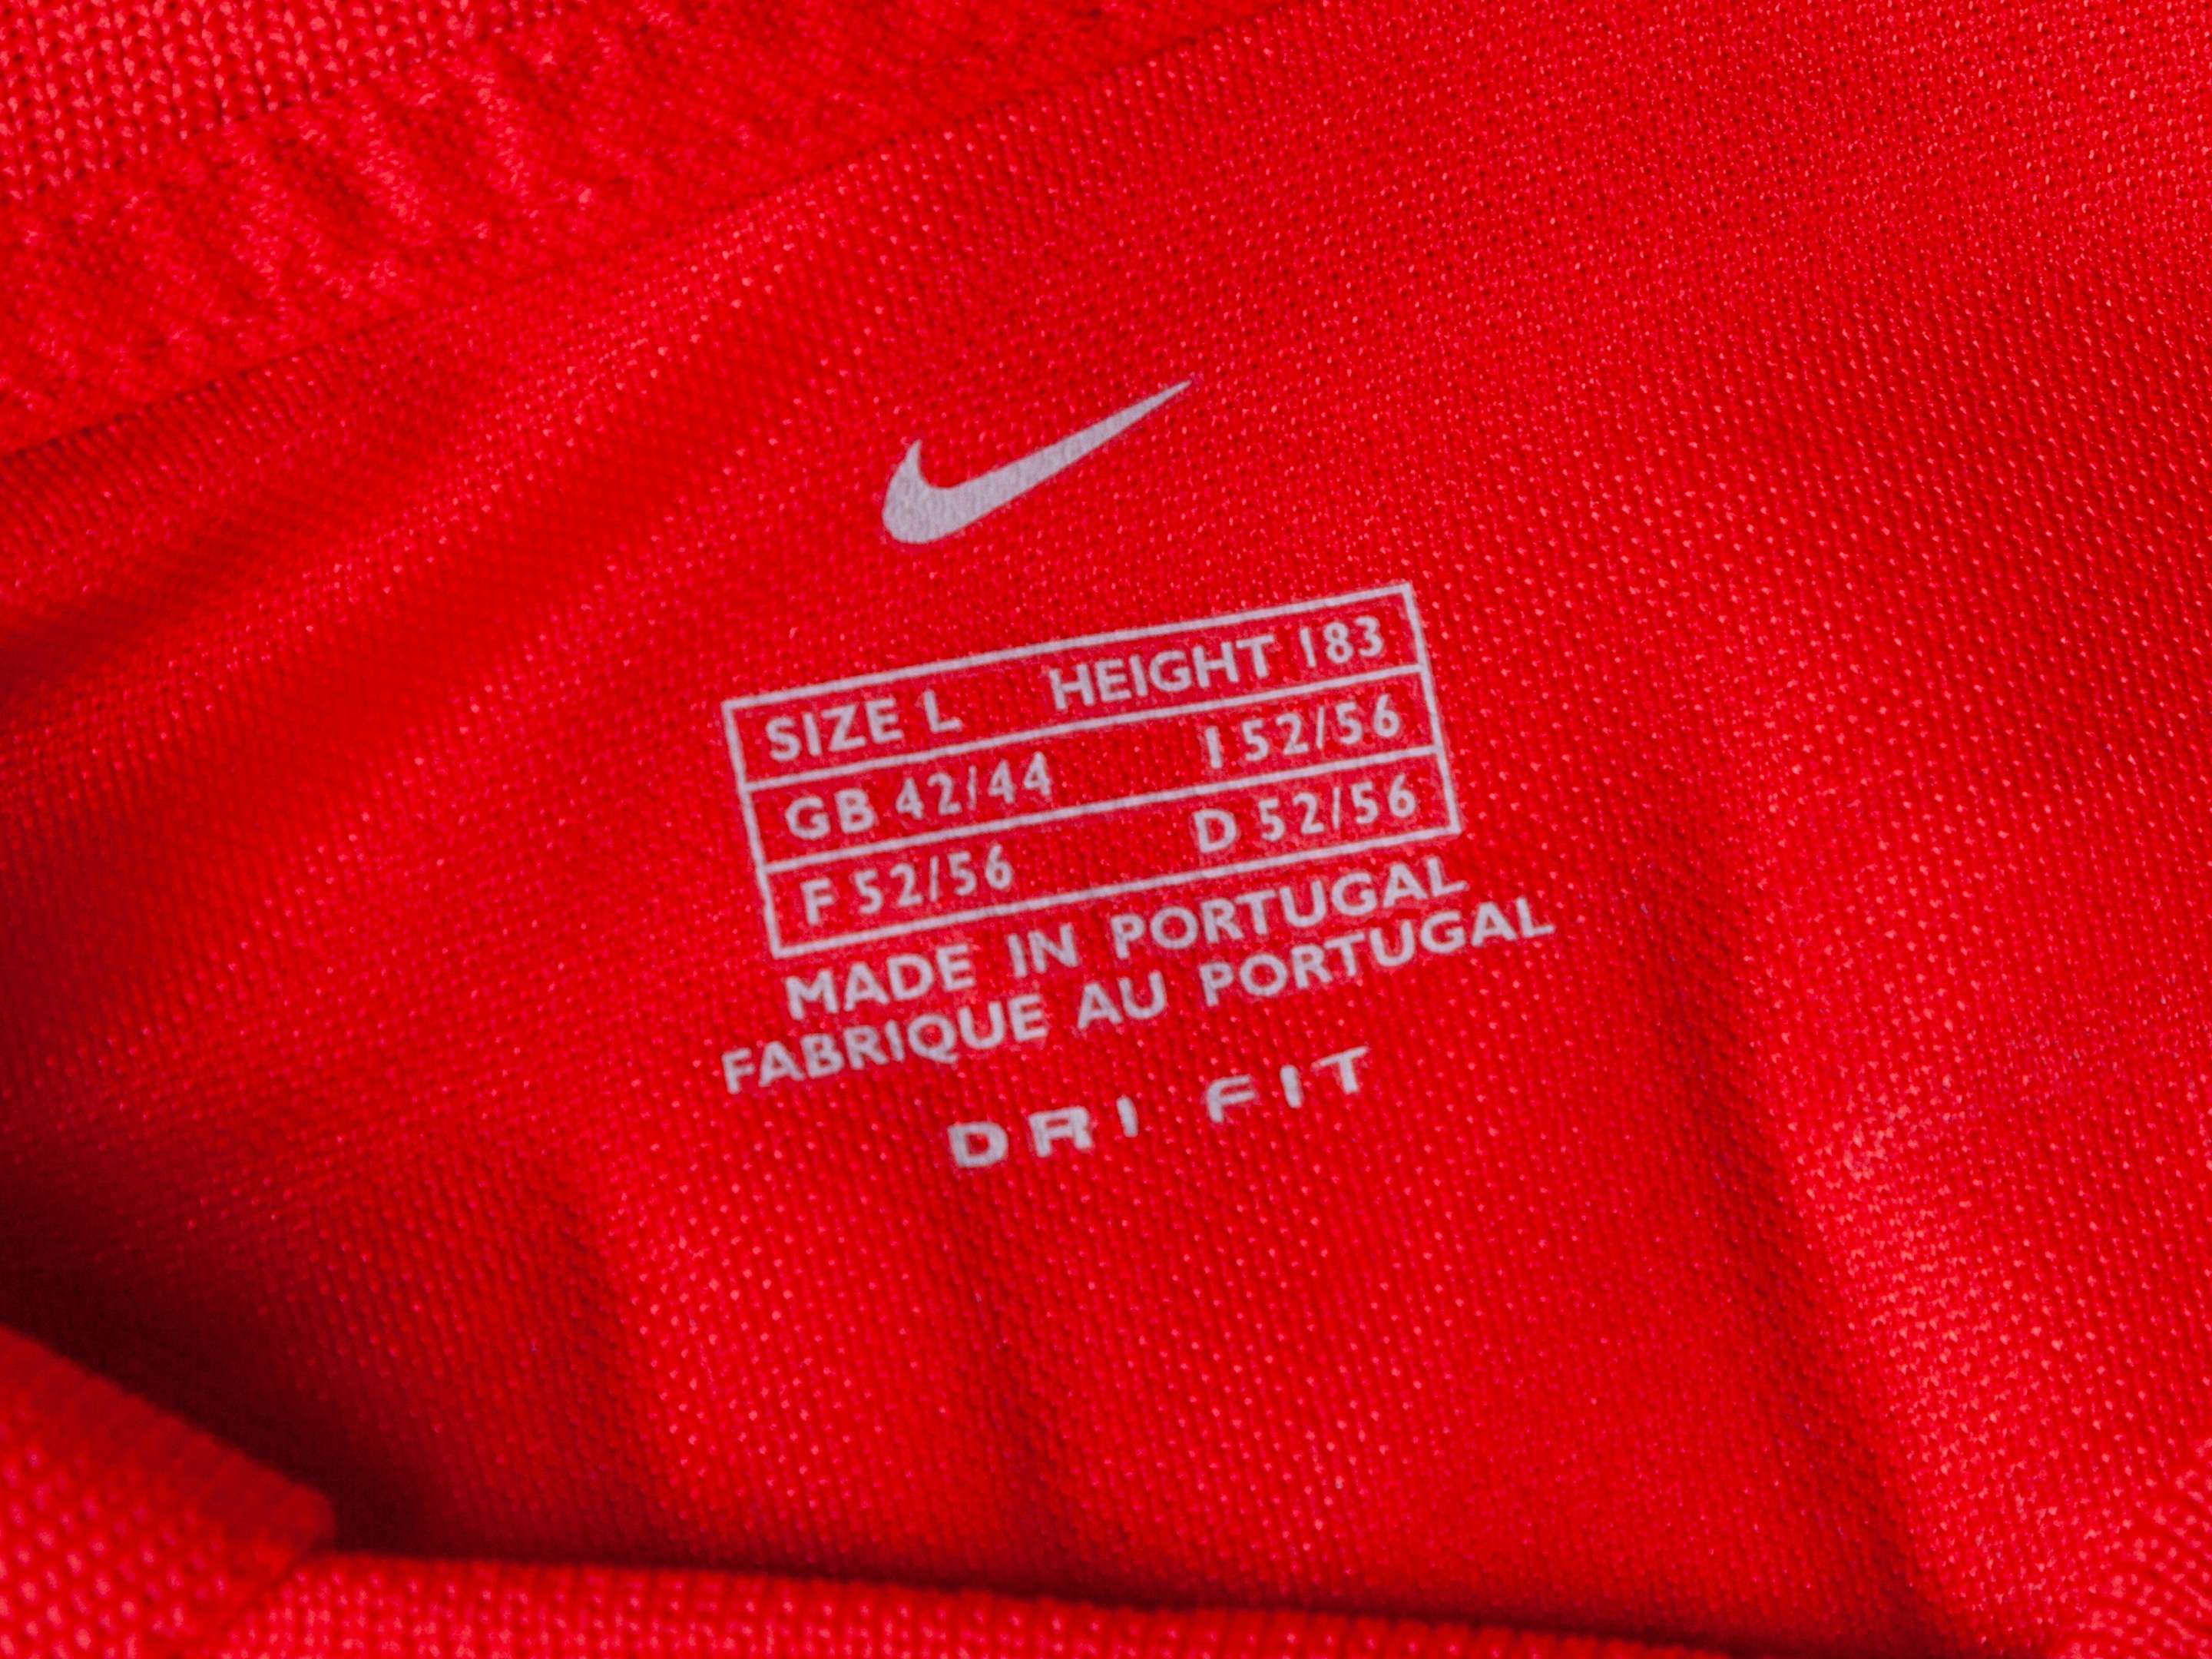 SIZE L HEIGHT 183
GB 42/44 I 52/56
F 52/56 D 52/56
MADE IN PORTUGAL
FABRIQUE AU PORTUGAL
DRI FIT